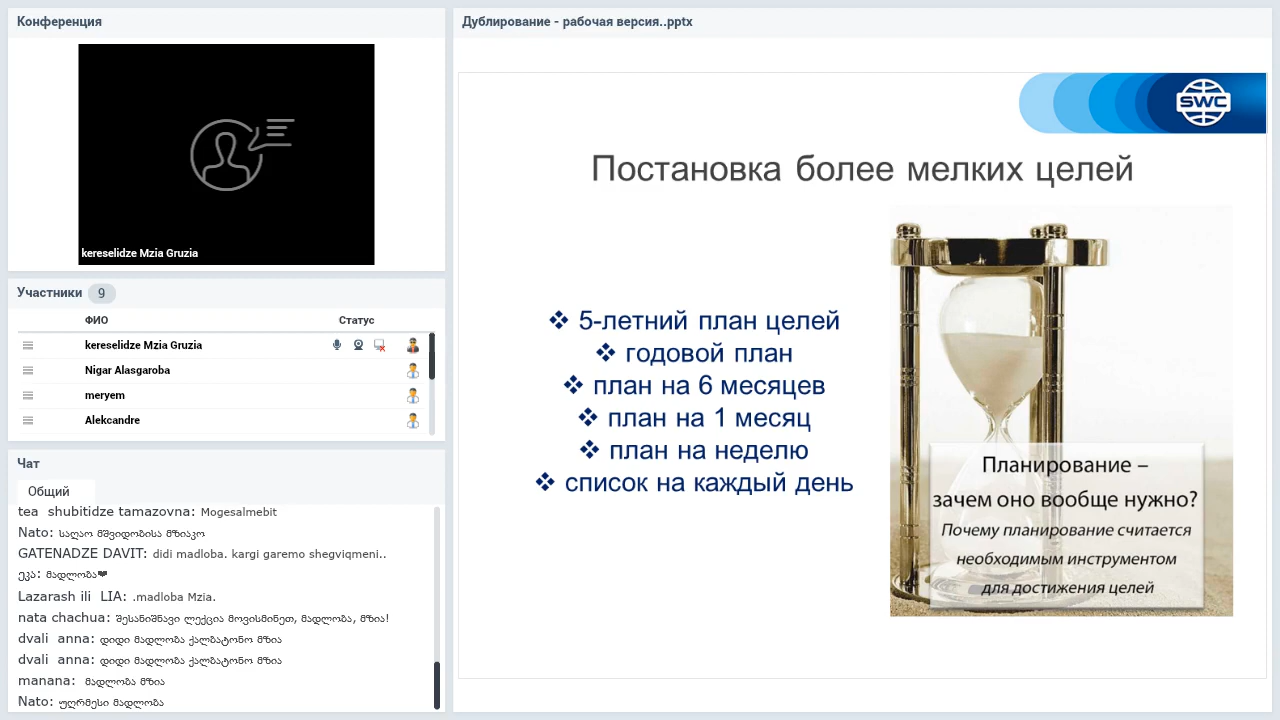 Конференция
kereselidze Mzia Gruzia
Участники 9
ФИО Статус
kereselidze Mzia Gruzia
Nigar Alasgaroba
meryem
Alekcandre
Чат
Общий
tea shubitidze tamazovna: Mogesalmebit
Nato: საღაო მშვიდობისა მზიაკო
GATENADZE DAVIT: didi madloba. kargi garemo shegviqmeni..
ეკა: მადლობა❤
Lazarash ili LIA: .madloba Mzia.
nata chachua: შესანიშნავი ლექცია მოვისმინეთ, მადლობა, მზია!
dvali anna: დიდი მადლობა ქალბატონო მზია
dvali anna: დიდი მადლობა ქალბატონო მზია
manana: მადლობა მზია
Nato: უღრმესი მადლობა
Дублирование - рабочая версия..pptx
SWC
Постановка более мелких целей
❖ 5-летний план целей
❖ годовой план
❖ план на 6 месяцев
❖ план на 1 месяц
❖ план на неделю
❖ список на каждый день
Планирование –
зачем оно вообще нужно?
Почему планирование считается
необходимым инструментом
для достижения целей